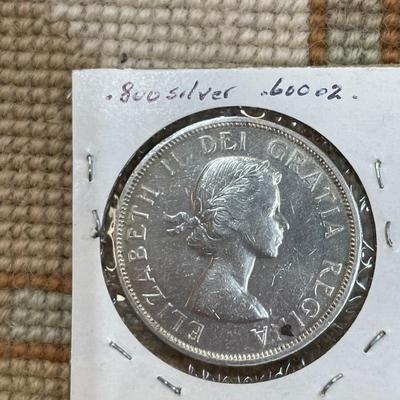 .800 silver .600 oz.
ELIZABETH II DEI GRATIA REGINA